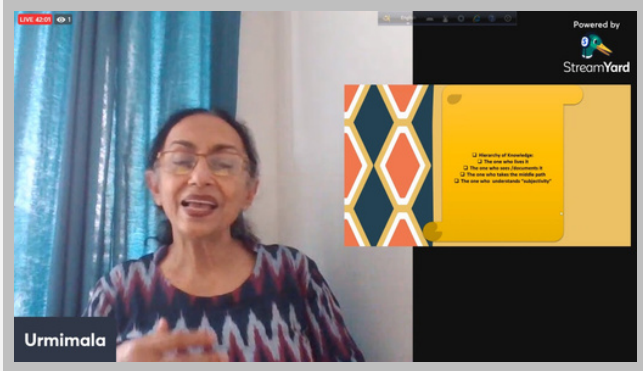 LIVE 42:01 1
Powered by
StreamYard
Hierarchy of Knowledge:
The one who lives it
The one who sees /documents it
The one who takes the middle path
The one who understands "subjectivity"
Urmimala